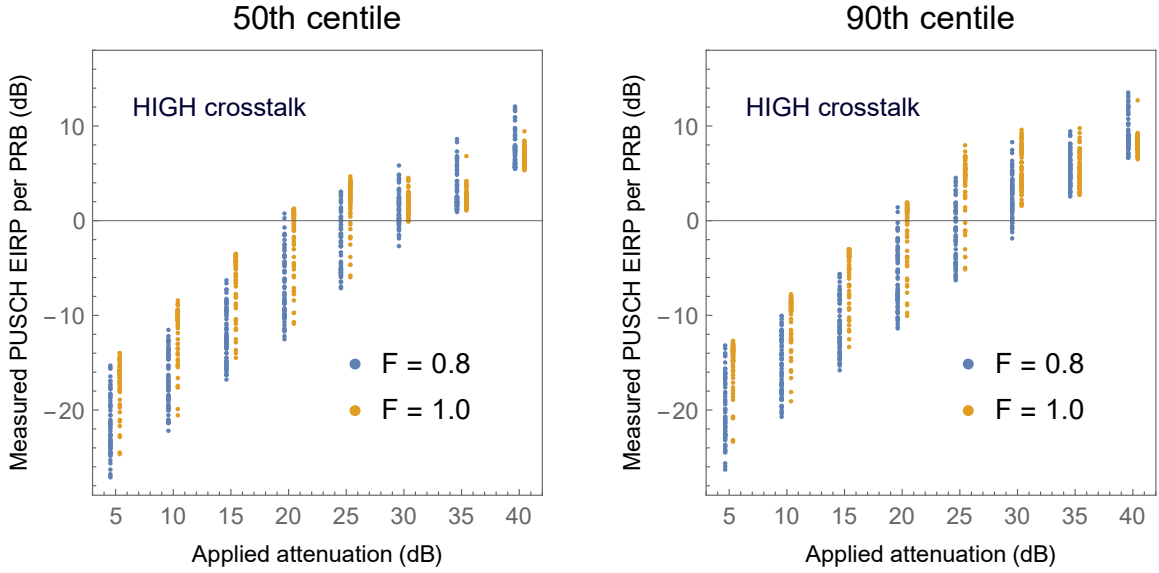 50th centile
Measured PUSCH EIRP per PRB (dB)
HIGH crosstalk
10
0
−10
−20
F = 0.8
F = 1.0
5 10 15 20 25 30 35 40
Applied attenuation (dB)
90th centile
Measured PUSCH EIRP per PRB (dB)
HIGH crosstalk
10
0
−10
−20
F = 0.8
F = 1.0
5 10 15 20 25 30 35 40
Applied attenuation (dB)